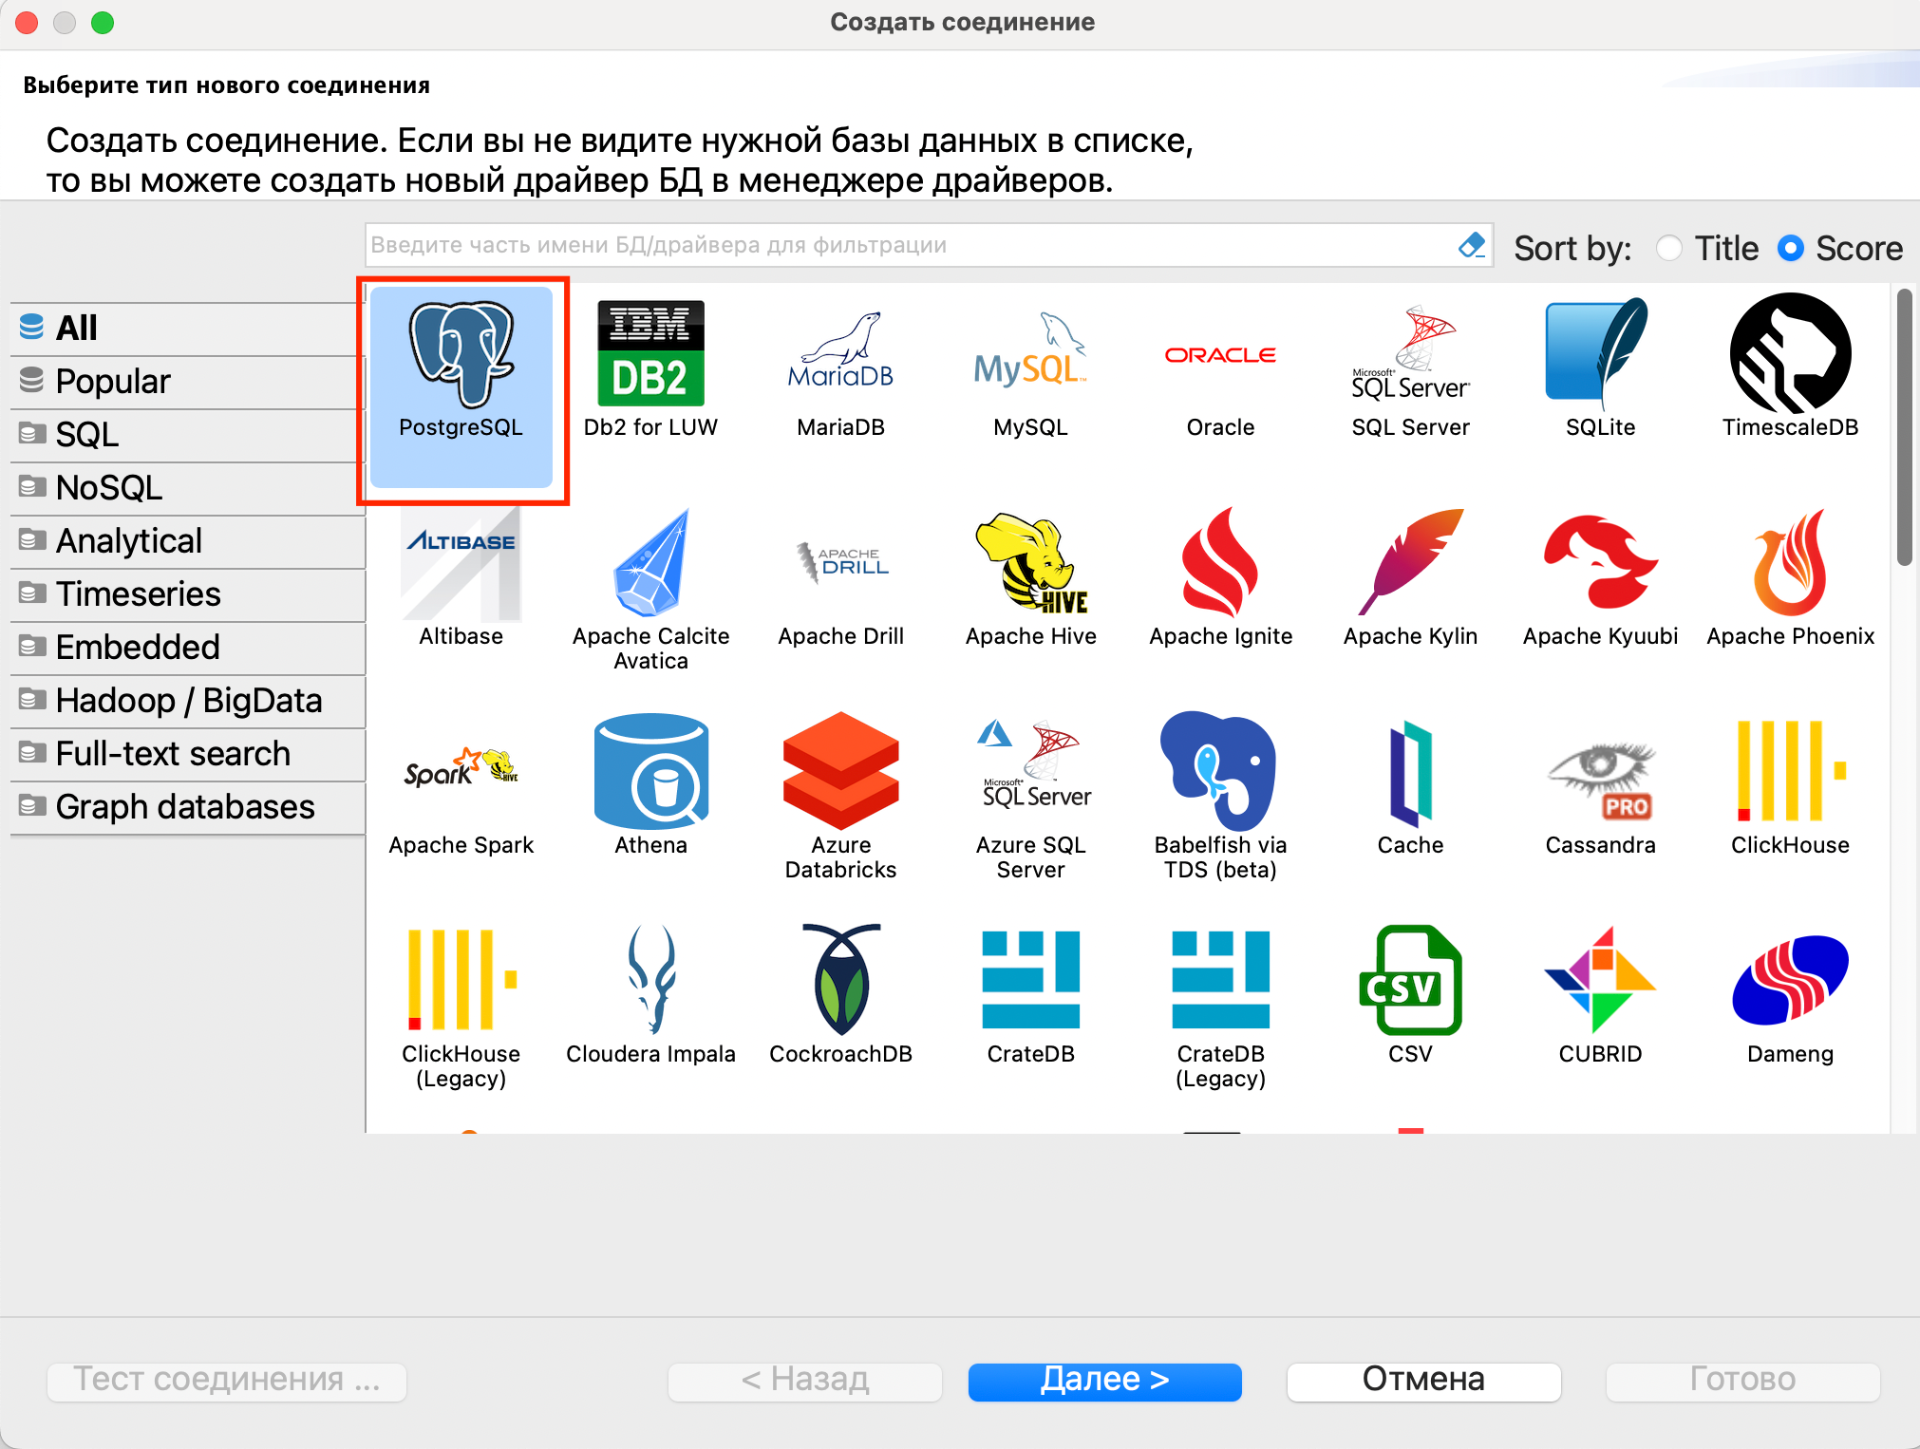 Создать соединение
Выберите тип нового соединения
Создать соединение. Если вы не видите нужной базы данных в списке,
то вы можете создать новый драйвер БД в менеджере драйверов.
Введите часть имени БД/драйвера для фильтрации
Sort by: Title Score
All
Popular
SQL
NoSQL
Analytical
Timeseries
Embedded
Hadoop / BigData
Full-text search
Graph databases
IBM
DB2
MariaDB
MySQL
ORACLE
Microsoft
SQL Server
PostgreSQL
Db2 for LUW
MariaDB
MySQL
Oracle
SQL Server
SQLite
TimescaleDB
ALTIBASE
APACHE
DRILL
HIVE
Altibase
Apache Calcite
Avatica
Apache Drill
Apache Hive
Apache Ignite
Apache Kylin
Apache Kyuubi
Apache Phoenix
Spark
HIVE
Microsoft
SQL Server
PRO
Apache Spark
Athena
Azure
Databricks
Azure SQL
Server
Babelfish via
TDS (beta)
Cache
Cassandra
ClickHouse
CSV
ClickHouse
(Legacy)
Cloudera Impala
CockroachDB
CrateDB
CrateDB
(Legacy)
CSV
CUBRID
Dameng
Тест соединения ...
< Назад
Далее >
Отмена
Готово